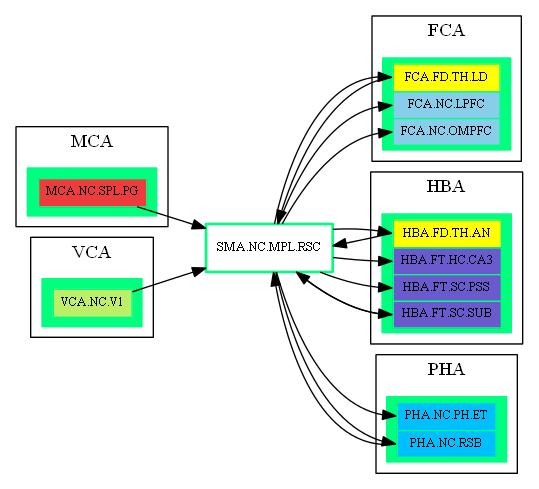 FCA
FCA.FD.TH.LD
FCA.NC.LPFC
FCA.NC.OMPFC
MCA
MCA.NC.SPL.PG
HBA
HBA.FD.TH.AN
HBA.FT.HC.CA3
HBA.FT.SC.PSS
HBA.FT.SC.SUB
SMA.NC.MPL.RSC
VCA
VCA.NC.V1
PHA
PHA.NC.PH.ET
PHA.NC.RSB